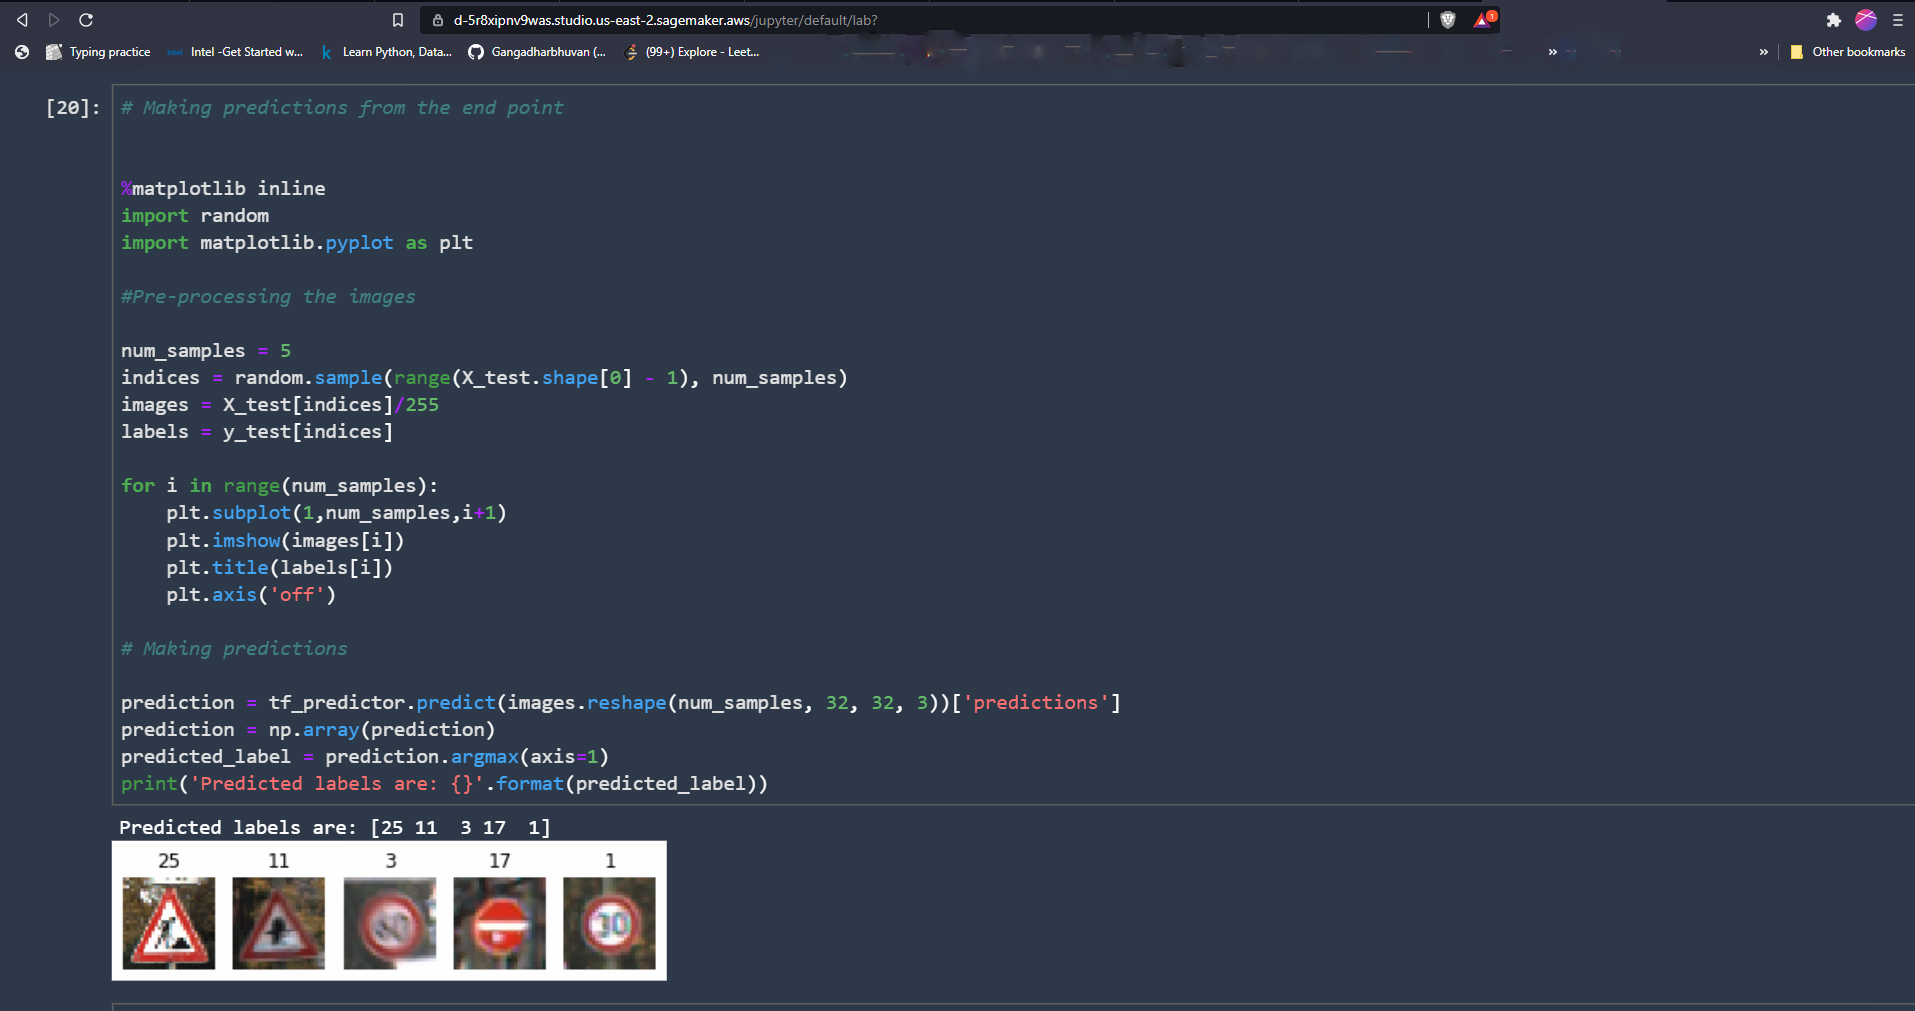 d-5r8xipnv9was.studio.us-east-2.sagemaker.aws/jupyter/default/lab?
1
Typing practice
intel
Intel -Get Started w...
k
Learn Python, Data...
Gangadharbhuvan (...
(99+) Explore - Leet...
»
»
Other bookmarks
[20]:
# Making predictions from the end point
%matplotlib inline
import random
import matplotlib.pyplot as plt
#Pre-processing the images
num_samples = 5
indices = random.sample(range(X_test.shape[0] - 1), num_samples)
images = X_test[indices]/255
labels = y_test[indices]
for i in range(num_samples):
    plt.subplot(1,num_samples,i+1)
    plt.imshow(images[i])
    plt.title(labels[i])
    plt.axis('off')
# Making predictions
prediction = tf_predictor.predict(images.reshape(num_samples, 32, 32, 3))['predictions']
prediction = np.array(prediction)
predicted_label = prediction.argmax(axis=1)
print('Predicted labels are: {}'.format(predicted_label))
Predicted labels are: [25 11  3 17  1]
25 11 3 17 1
30